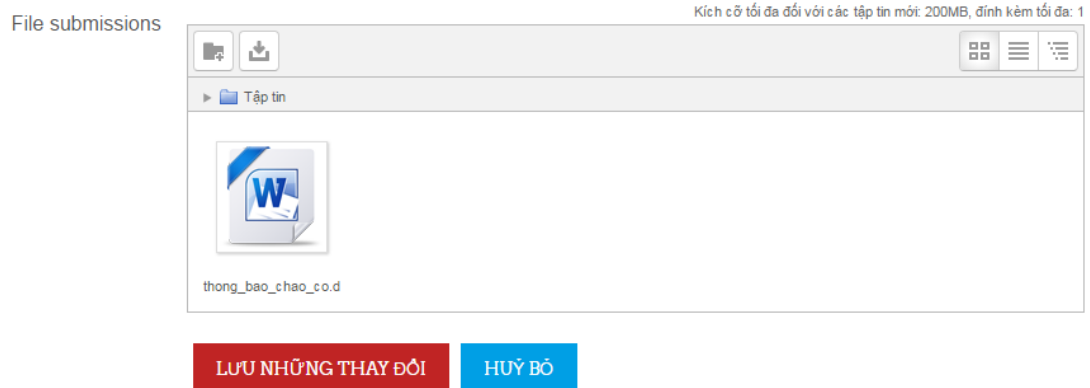 Kích cỡ tối đa đối với các tập tin mới: 200MB, đính kèm tối đa: 1
File submissions
Tập tin
W
thong_bao_chao_co.d
LƯU NHỮNG THAY ĐỔI
HUỶ BỎ